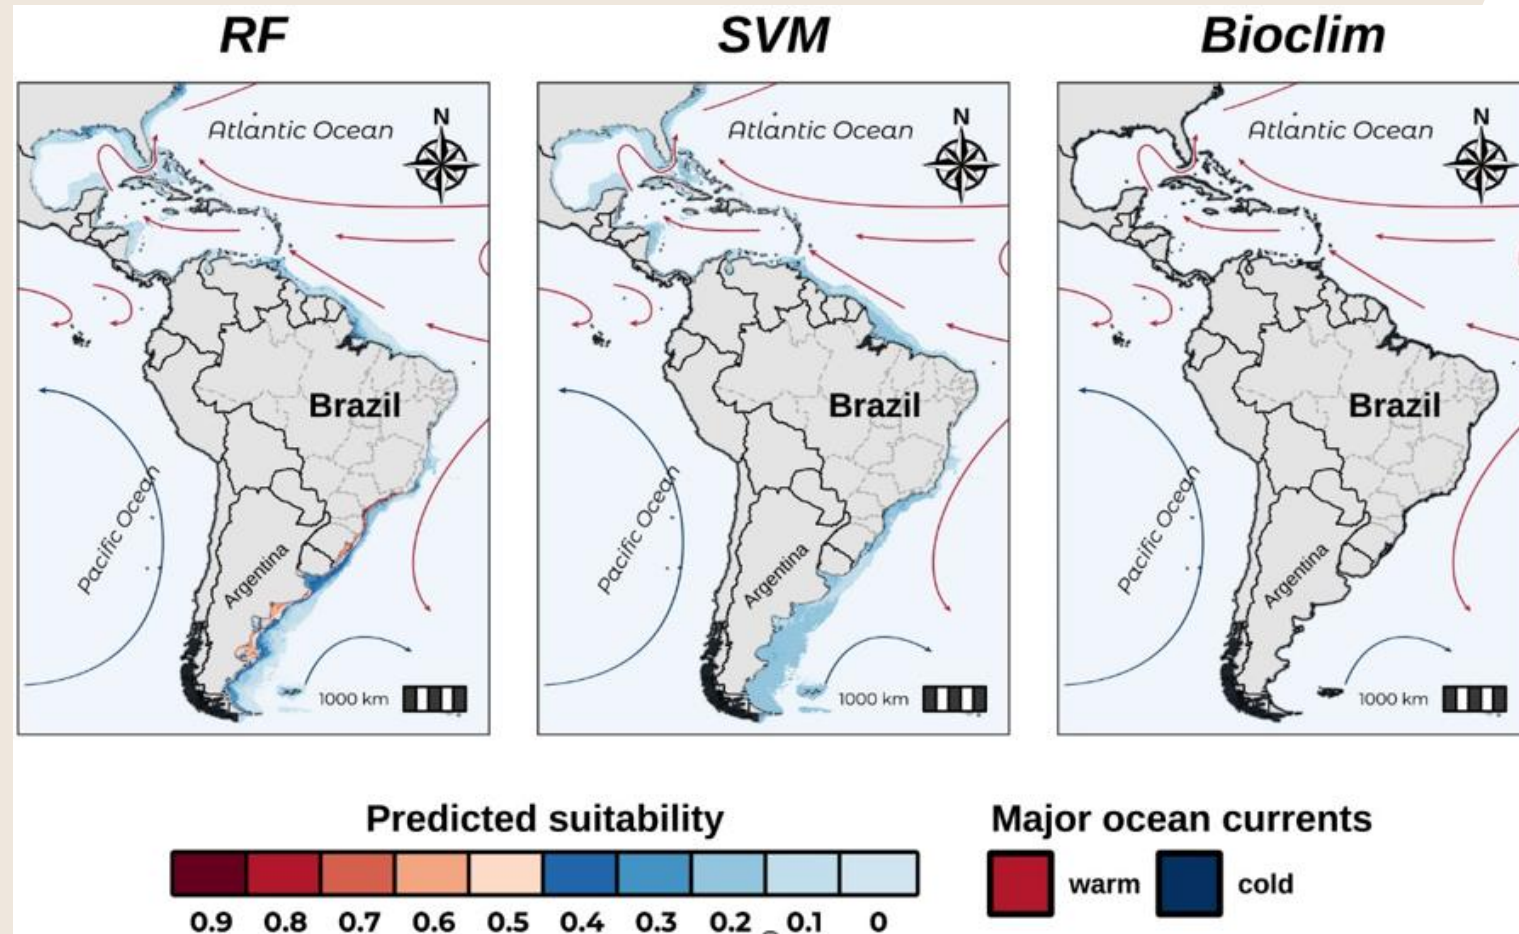 RF
SVM
Bioclim
Atlantic Ocean
N
Brazil
Pacific Ocean
Argentina
1000 km
Atlantic Ocean
N
Brazil
Pacific Ocean
Argentina
1000 km
Atlantic Ocean
N
Brazil
Pacific Ocean
Argentina
1000 km
Predicted suitability
0.9 0.8 0.7 0.6 0.5 0.4 0.3 0.2 0.1 0
Major ocean currents
warm
cold